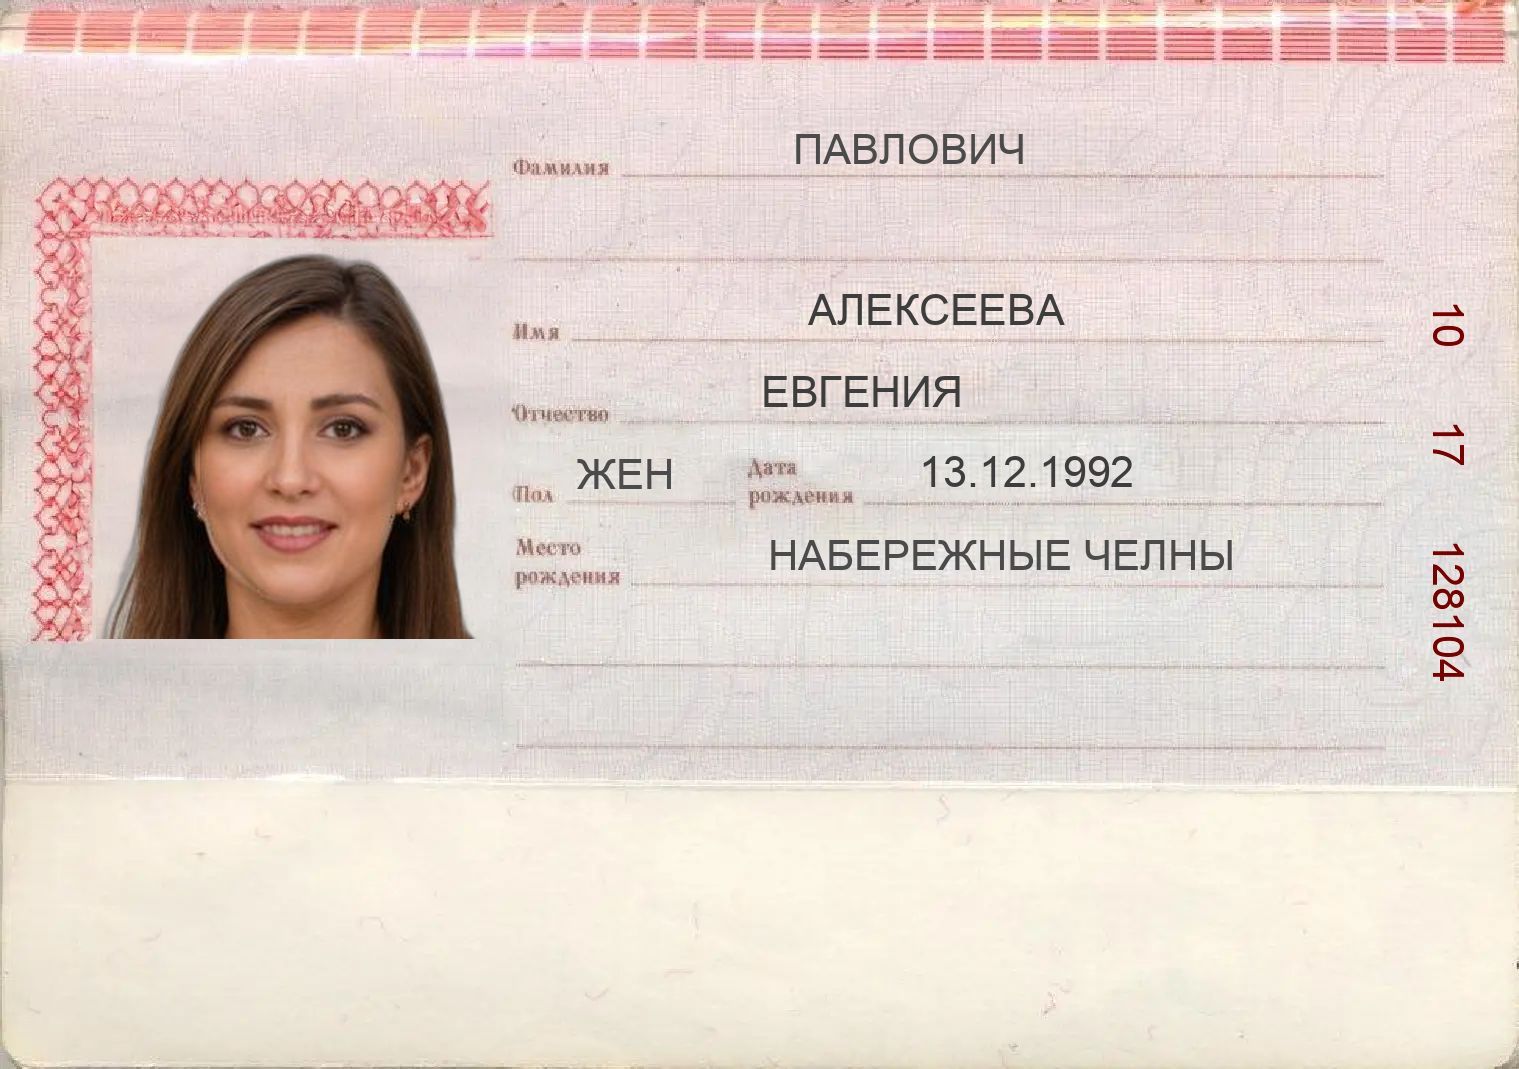 Фамилия ПАВЛОВИЧ
Имя АЛЕКСЕЕВА
Отчество ЕВГЕНИЯ
Пол ЖЕН Дата рождения 13.12.1992
Место рождения НАБЕРЕЖНЫЕ ЧЕЛНЫ
10 17 128104